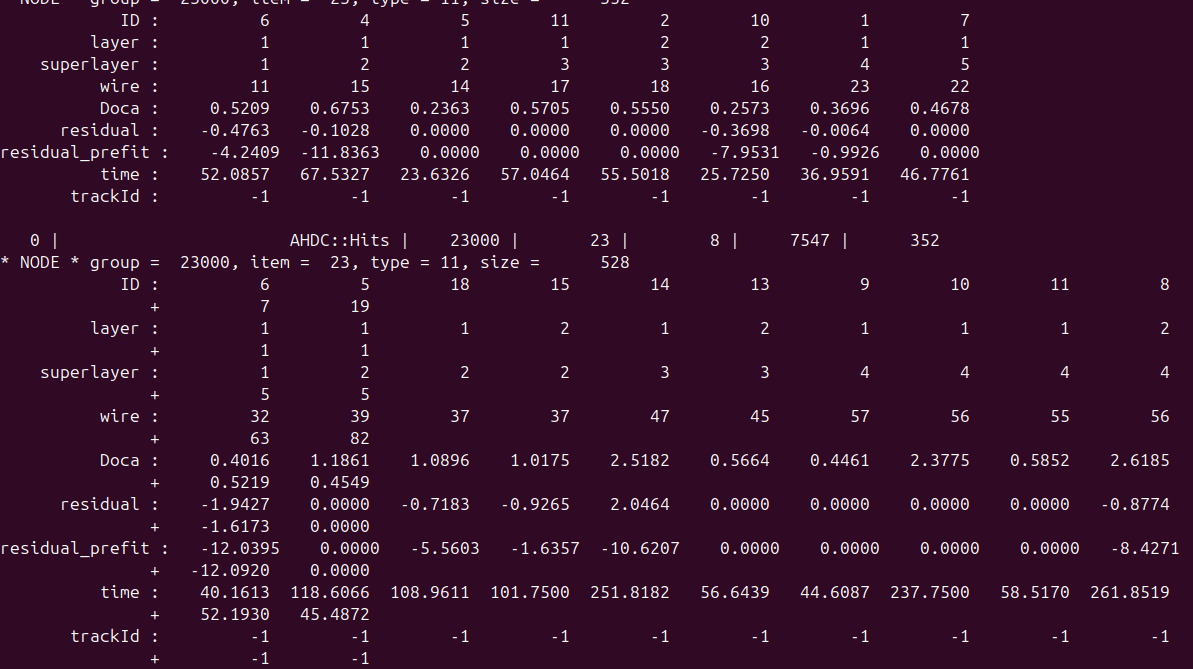 * NODE * group = 23000, item = 23, type = 11, size = 352
ID : 6 4 5 11 2 10 1 7
layer : 1 1 1 1 2 2 1 1
superlayer : 1 2 2 3 3 3 4 5
wire : 11 15 14 17 18 16 23 22
Doca : 0.5209 0.6753 0.2363 0.5705 0.5550 0.2573 0.3696 0.4678
residual : -0.4763 -0.1028 0.0000 0.0000 0.0000 -0.3698 -0.0064 0.0000
residual_prefit : -4.2409 -11.8363 0.0000 0.0000 0.0000 -7.9531 -0.9926 0.0000
time : 52.0857 67.5327 23.6326 57.0464 55.5018 25.7250 36.9591 46.7761
trackId : -1 -1 -1 -1 -1 -1 -1 -1
0 | AHDC::Hits | 23000 | 23 | 8 | 7547 | 352
* NODE * group = 23000, item = 23, type = 11, size = 528
ID : 6 5 18 15 14 13 9 10 11 8
+ 7 19
layer : 1 1 1 2 1 2 1 1 1 2
+ 1 1
superlayer : 1 2 2 2 3 3 4 4 4 4
+ 5 5
wire : 32 39 37 37 47 45 57 56 55 56
+ 63 82
Doca : 0.4016 1.1861 1.0896 1.0175 2.5182 0.5664 0.4461 2.3775 0.5852 2.6185
+ 0.5219 0.4549
residual : -1.9427 0.0000 -0.7183 -0.9265 2.0464 0.0000 0.0000 0.0000 0.0000 -0.8774
+ -1.6173 0.0000
residual_prefit : -12.0395 0.0000 -5.5603 -1.6357 -10.6207 0.0000 0.0000 0.0000 0.0000 -8.4271
+ -12.0920 0.0000
time : 40.1613 118.6066 108.9611 101.7500 251.8182 56.6439 44.6087 237.7500 58.5170 261.8519
+ 52.1930 45.4872
trackId : -1 -1 -1 -1 -1 -1 -1 -1 -1 -1
+ -1 -1